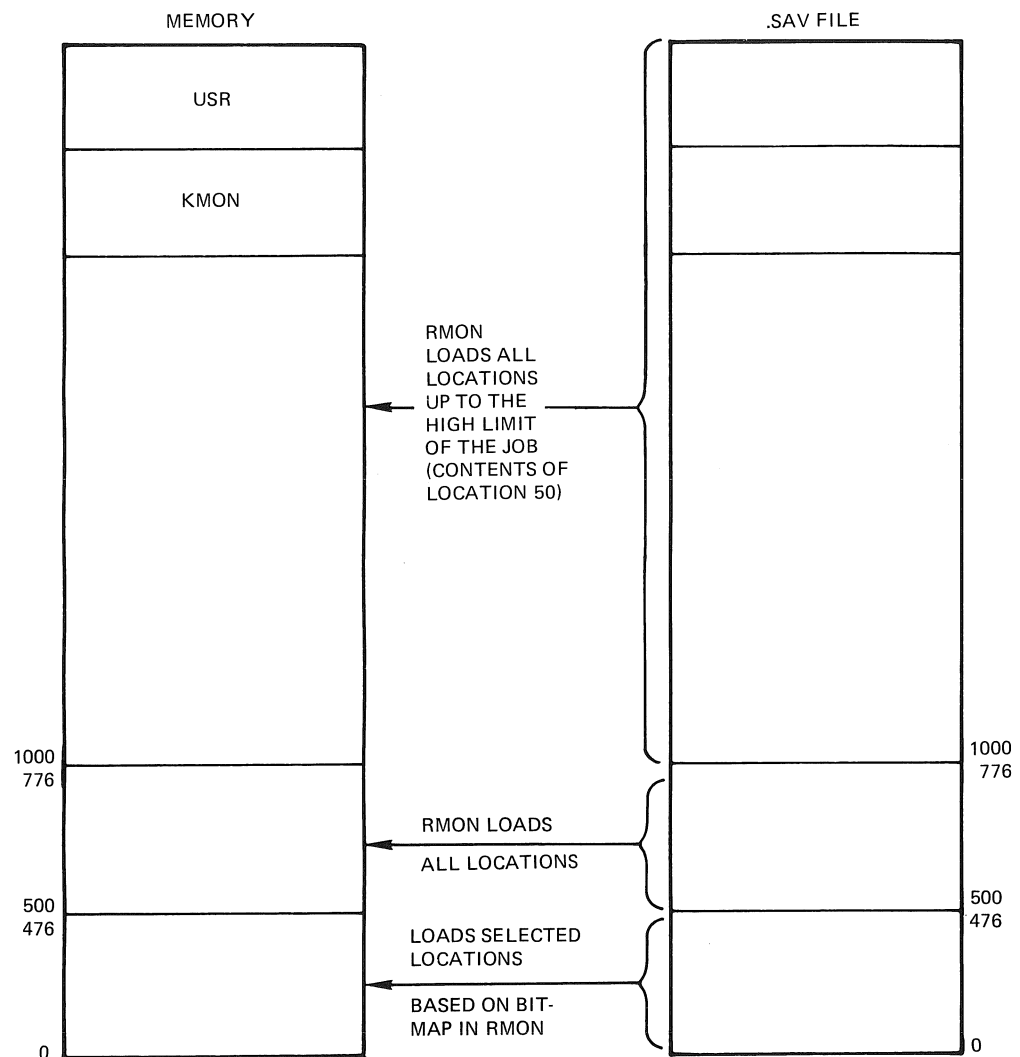 MEMORY
.SAV FILE
USR
KMON
RMON
LOADS ALL
LOCATIONS
UP TO THE
HIGH LIMIT
OF THE JOB
(CONTENTS OF
LOCATION 50)
1000
776
1000
776
RMON LOADS
ALL LOCATIONS
500
476
500
476
LOADS SELECTED
LOCATIONS
BASED ON BIT-
MAP IN RMON
0
0